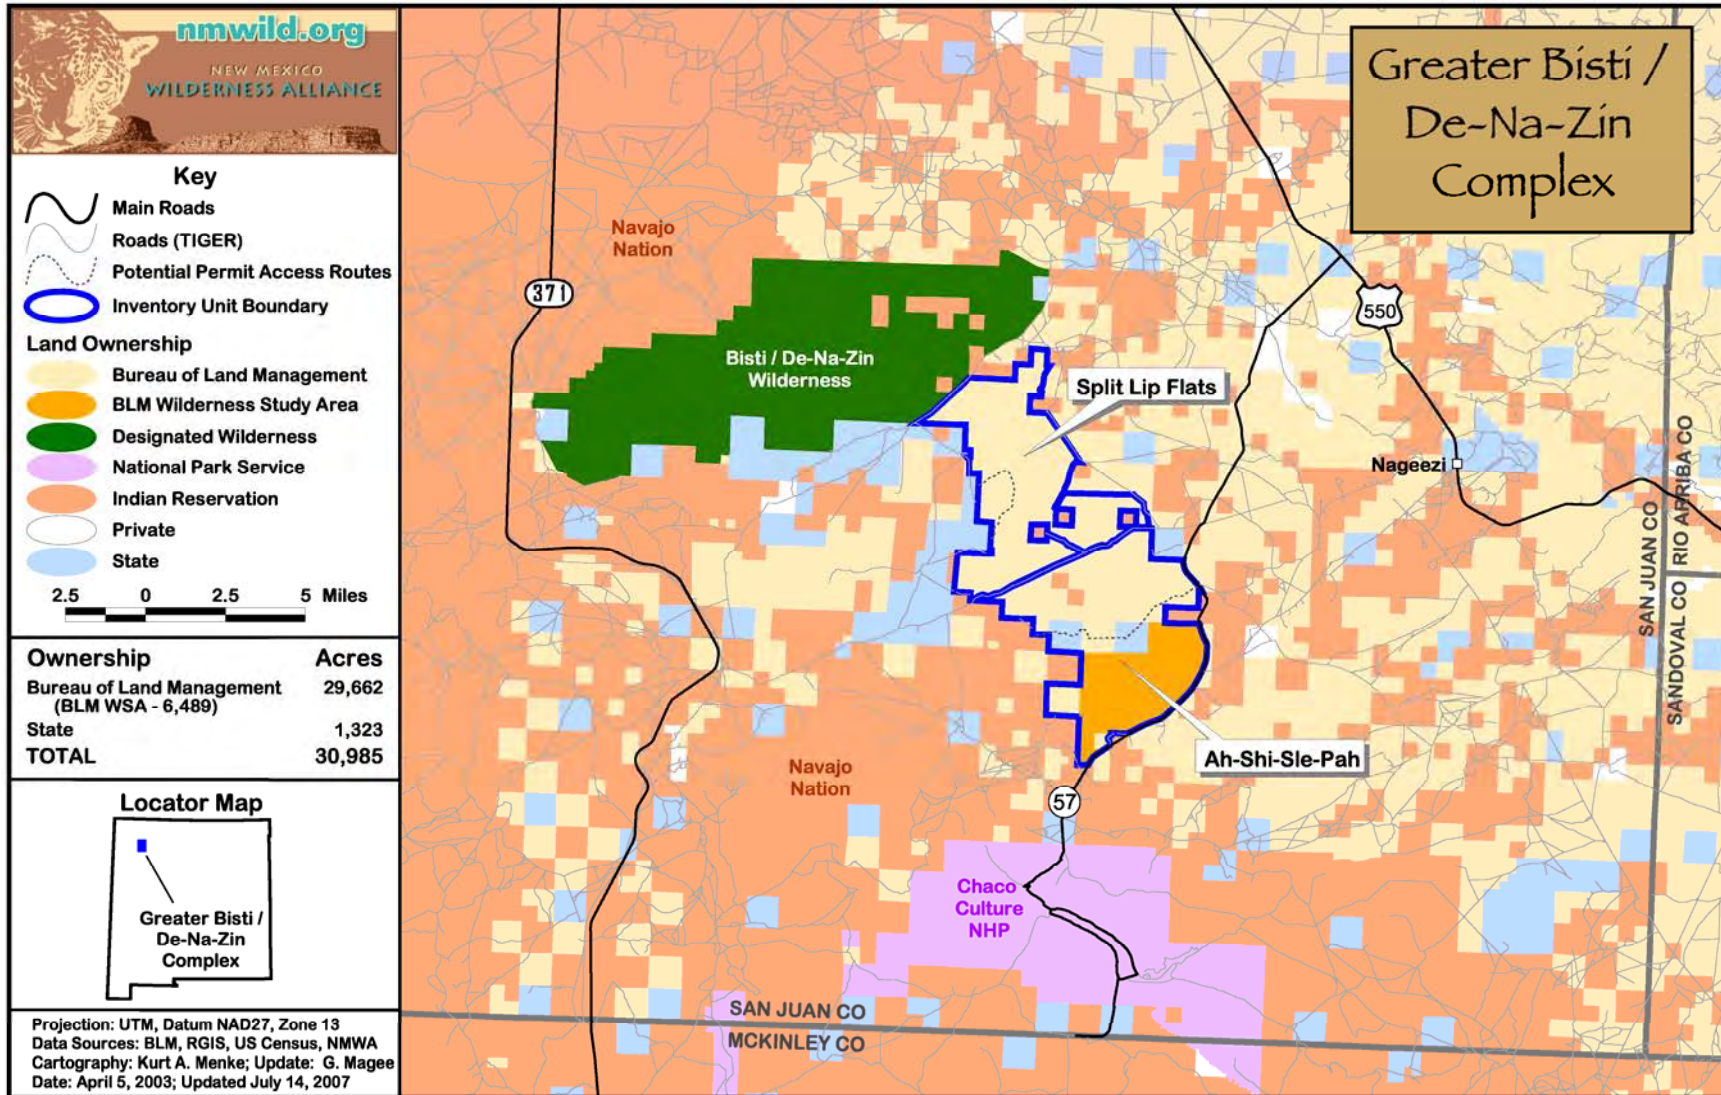 nmwild.org
NEW MEXICO
WILDERNESS ALLIANCE
Key
Main Roads
Roads (TIGER)
Potential Permit Access Routes
Inventory Unit Boundary
Land Ownership
Bureau of Land Management
BLM Wilderness Study Area
Designated Wilderness
National Park Service
Indian Reservation
Private
State
2.5 0 2.5 5 Miles
Ownership Acres
Bureau of Land Management 29,662
(BLM WSA - 6,489)
State 1,323
TOTAL 30,985
Locator Map
Greater Bisti /
De-Na-Zin
Complex
Projection: UTM, Datum NAD27, Zone 13
Data Sources: BLM, RGIS, US Census, NMWA
Cartography: Kurt A. Menke; Update: G. Magee
Date: April 5, 2003; Updated July 14, 2007
Greater Bisti /
De-Na-Zin
Complex
Navajo
Nation
371
550
Bisti / De-Na-Zin
Wilderness
Split Lip Flats
Nageezi
SAN JUAN CO
RIO ARRIBA CO
SANDOVAL CO
Ah-Shi-Sle-Pah
Navajo
Nation
57
Chaco
Culture
NHP
SAN JUAN CO
MCKINLEY CO